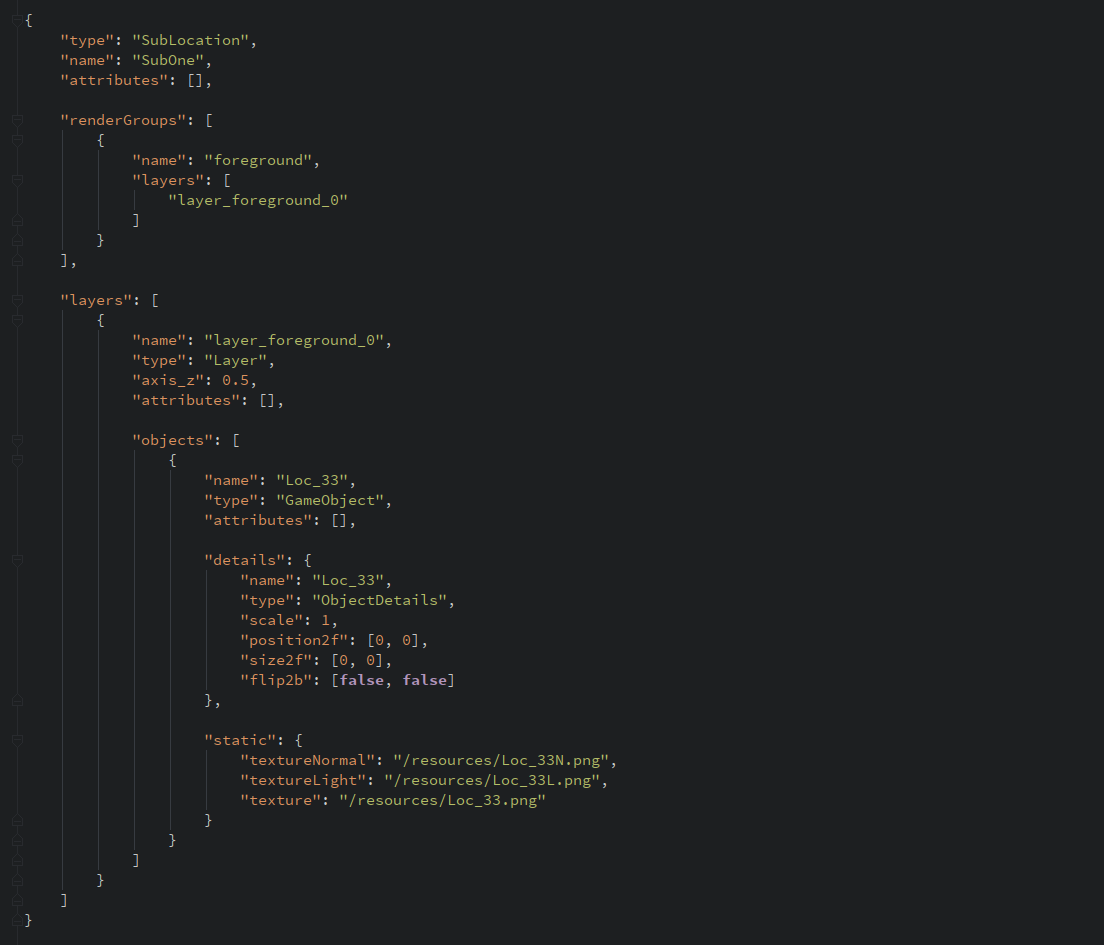 {
    "type": "SubLocation",
    "name": "SubOne",
    "attributes": [],

    "renderGroups": [
        {
            "name": "foreground",
            "layers": [
                "layer_foreground_0"
            ]
        }
    ],

    "layers": [
        {
            "name": "layer_foreground_0",
            "type": "Layer",
            "axis_z": 0.5,
            "attributes": [],

            "objects": [
                {
                    "name": "Loc_33",
                    "type": "GameObject",
                    "attributes": [],

                    "details": {
                        "name": "Loc_33",
                        "type": "ObjectDetails",
                        "scale": 1,
                        "position2f": [0, 0],
                        "size2f": [0, 0],
                        "flip2b": [false, false]
                    },

                    "static": {
                        "textureNormal": "/resources/Loc_33N.png",
                        "textureLight": "/resources/Loc_33L.png",
                        "texture": "/resources/Loc_33.png"
                    }
                }
            ]
        }
    ]
}